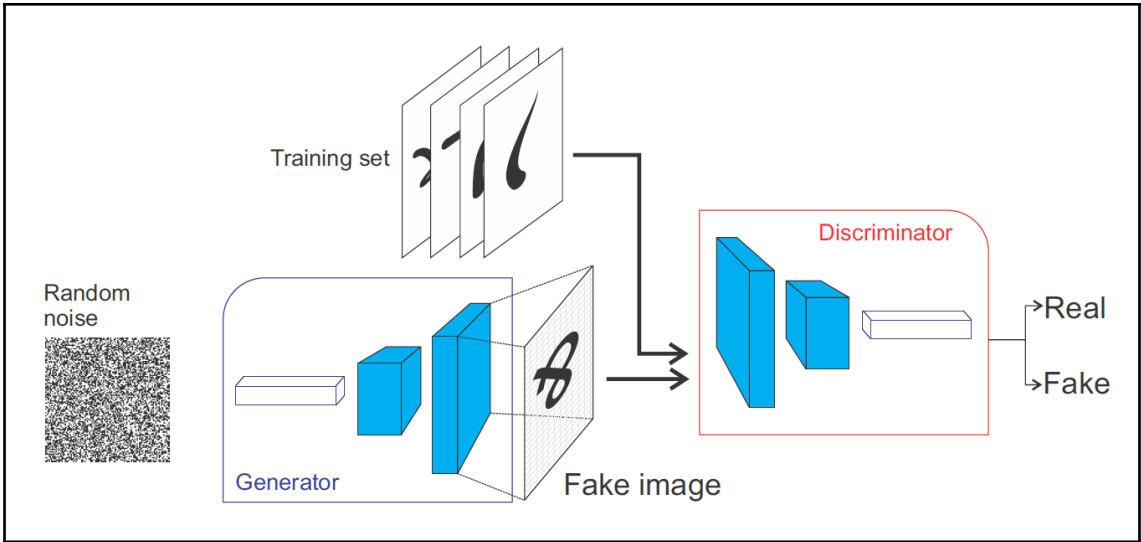 Training set
Discriminator
Random
noise
Real
Fake
Generator
Fake image